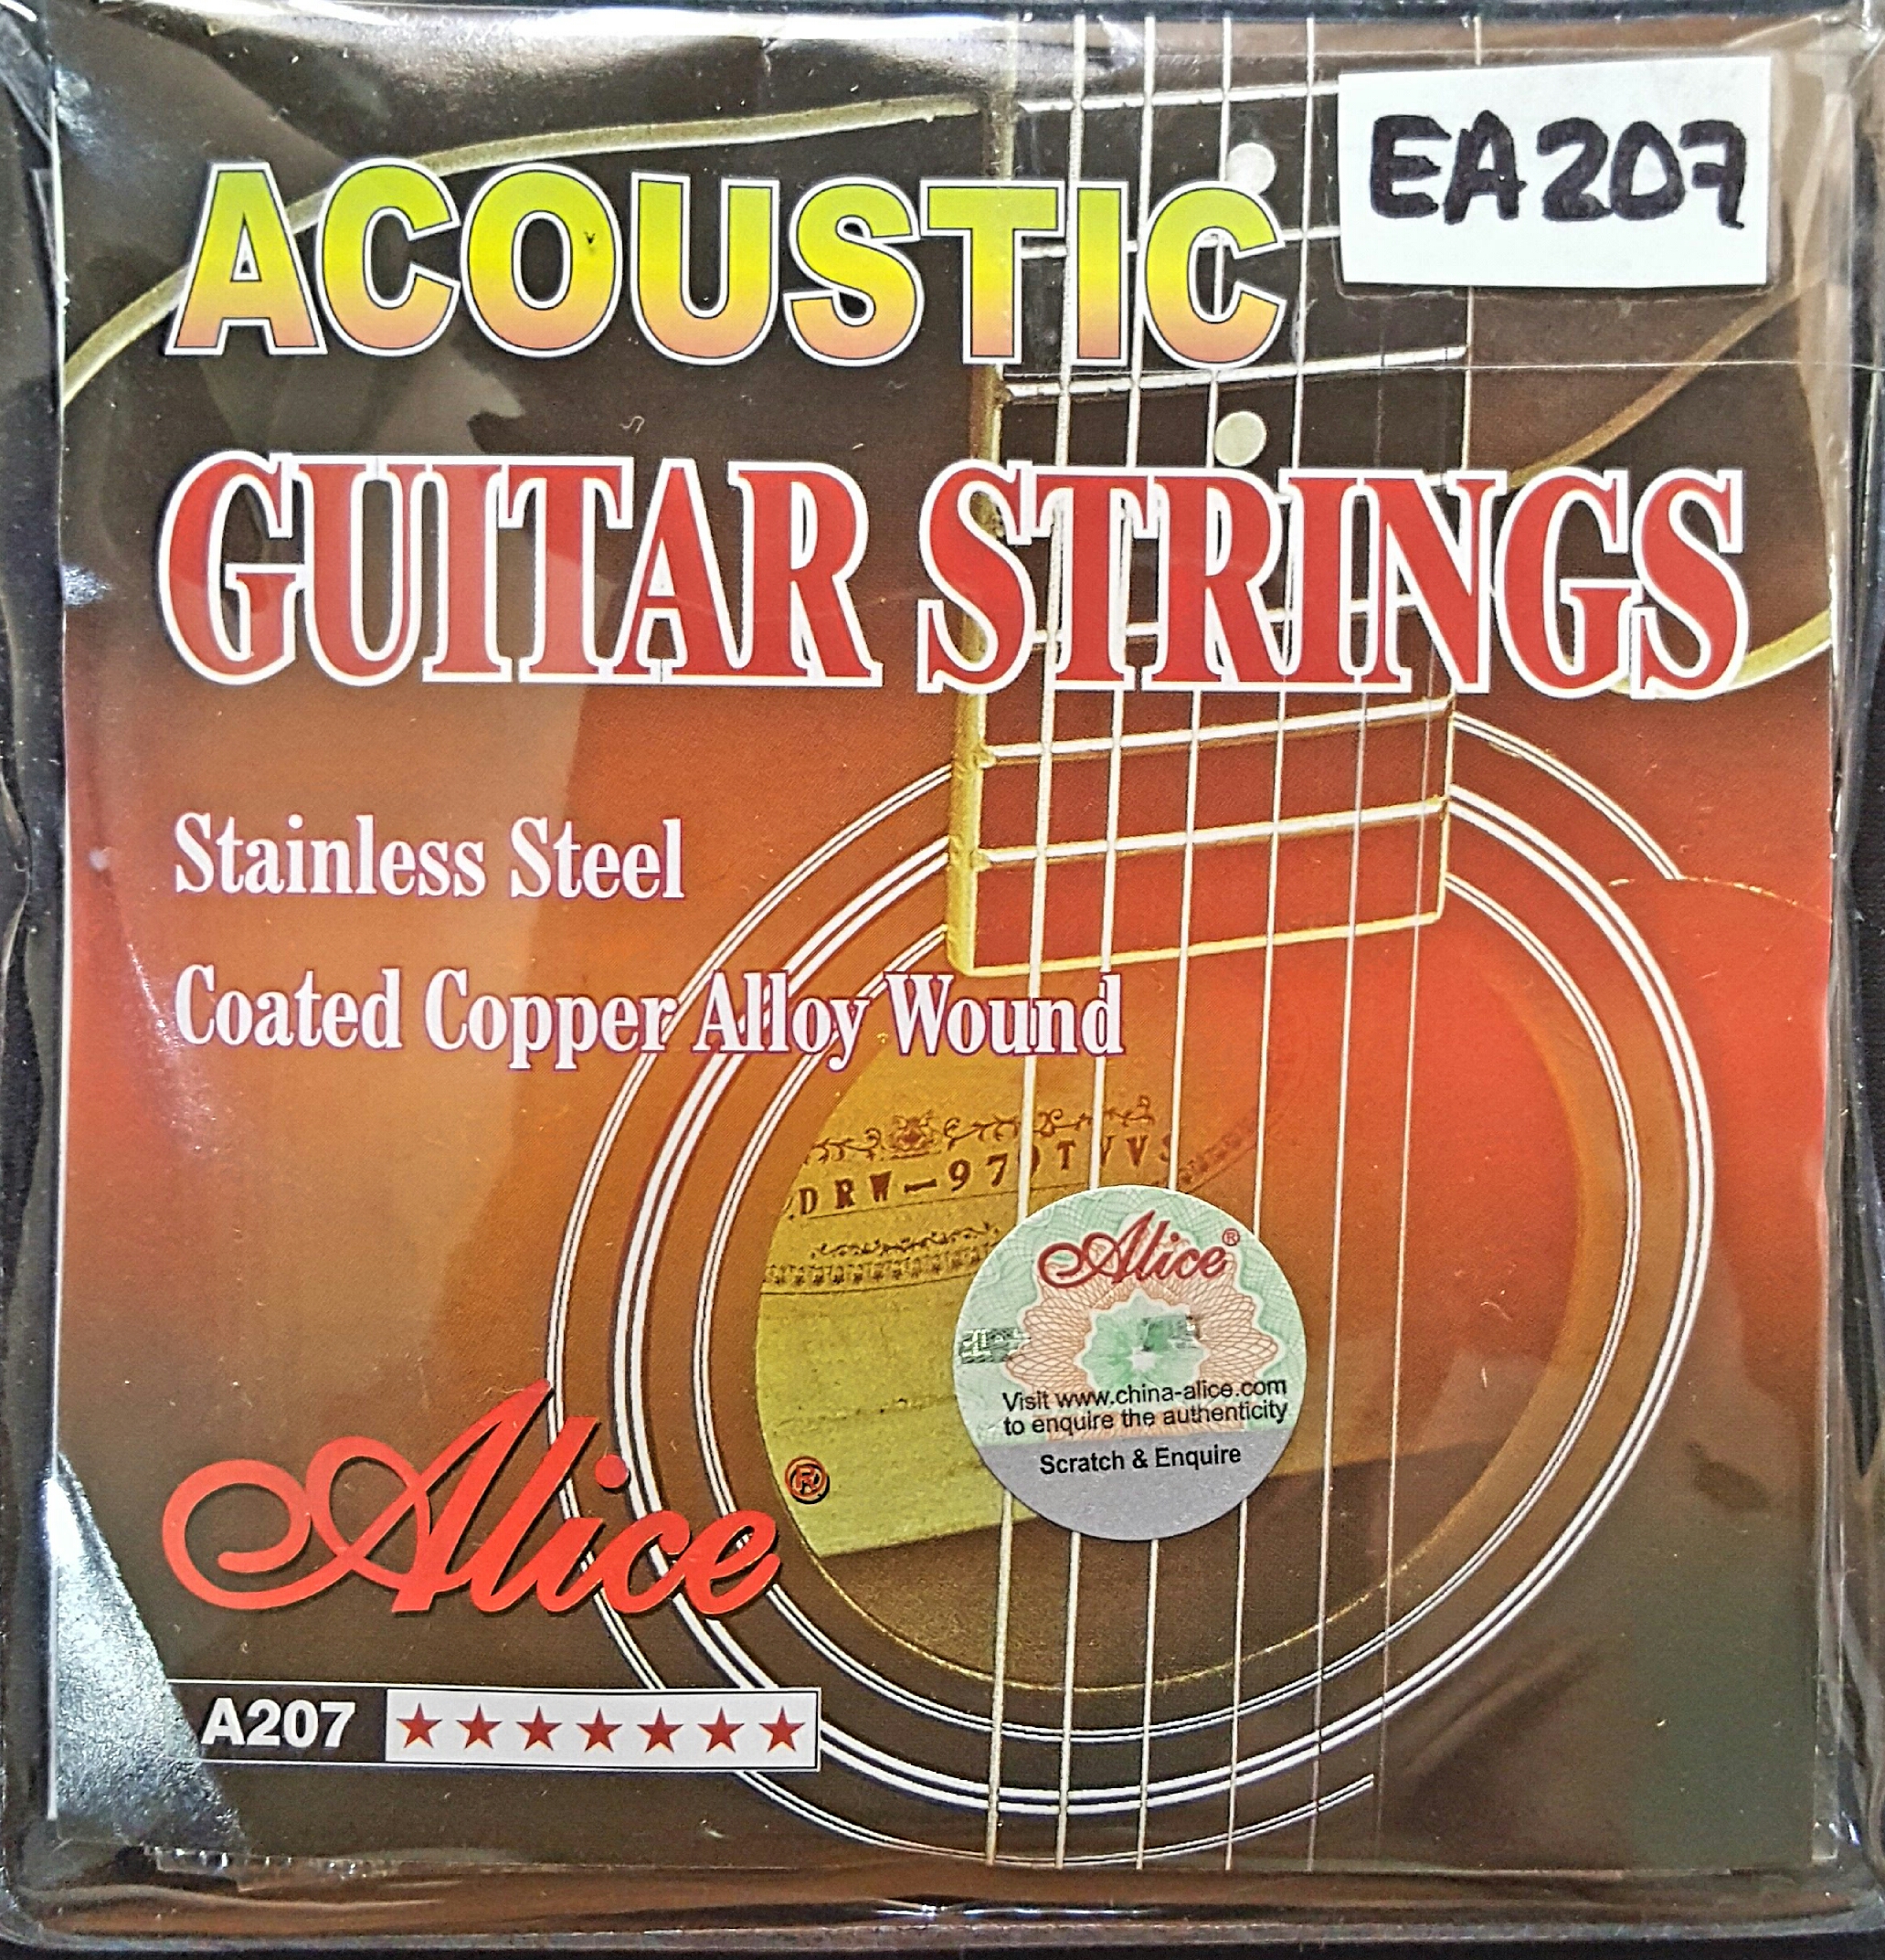 EA207
ACOUSTIC
GUITAR STRINGS
Stainless Steel
Coated Copper Alloy Wound
Alice®
Visit www.china-alice.com
to enquire the authenticity
Scratch & Enquire
Alice ®
A207 ★★★★★★★